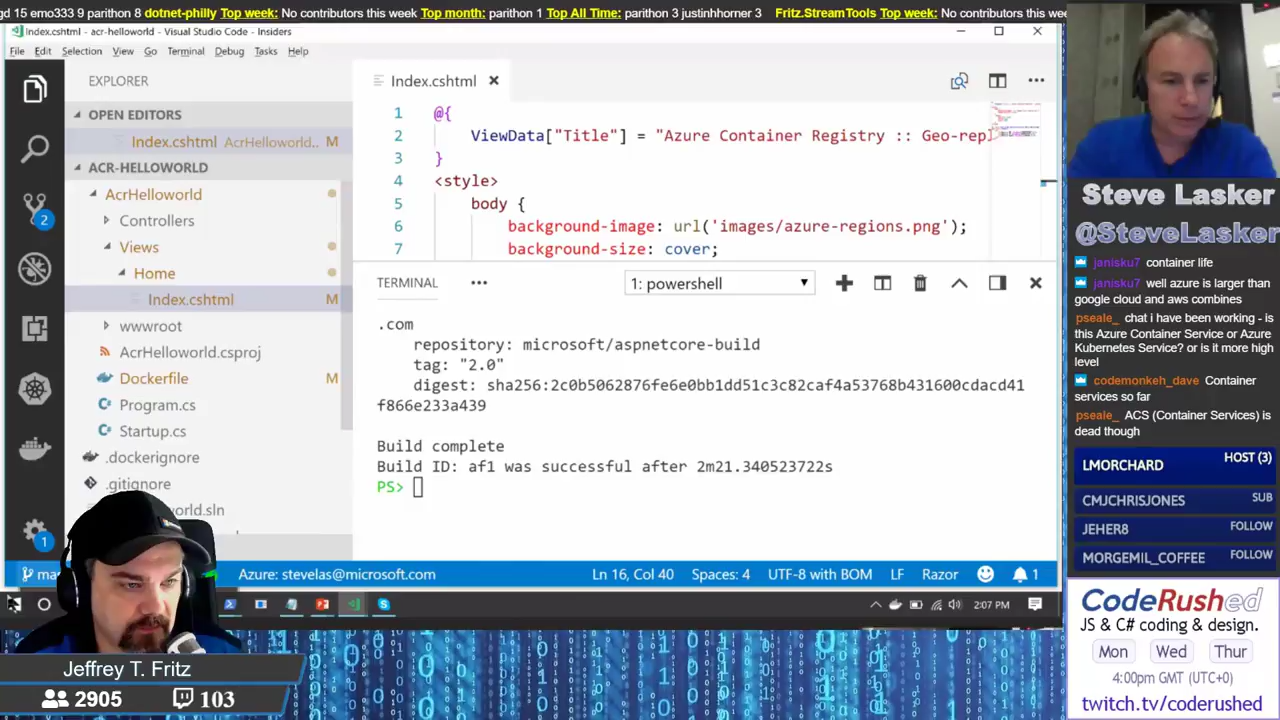 gd 15 emo333 9 parithon 8 dotnet-philly Top week: No contributors this week Top month: parithon 1 Top All Time: parithon 3 justinhhorner 3 Fritz.StreamTools Top week: No contributors this week
Index.cshtml - acr-helloworld - Visual Studio Code - Insiders
File Edit Selection View Go Terminal Debug Tasks Help
EXPLORER
OPEN EDITORS
Index.cshtml AcrHelloworld... M
ACR-HELLOWORLD
AcrHelloworld
Controllers
Views
Home
Index.cshtml M
wwwroot
AcrHelloworld.csproj
Dockerfile M
Program.cs
Startup.cs
.dockerignore
.gitignore
world.sln
2
1
Index.cshtml
1 @{
2 ViewData["Title"] = "Azure Container Registry :: Geo-repl
3 }
4 <style>
5 body {
6 background-image: url('images/azure-regions.png');
7 background-size: cover;
TERMINAL
1: powershell
.com
repository: microsoft/aspnetcore-build
tag: "2.0"
digest: sha256:2c0b5062876fe6e0bb1dd51c3c82caf4a53768b431600cdacd41
f866e233a439
Build complete
Build ID: af1 was successful after 2m21.340523722s
PS>
Azure: stevelas@microsoft.com Ln 16, Col 40 Spaces: 4 UTF-8 with BOM LF Razor 1
2:07 PM
Steve Lasker
@SteveLasker
janisku7 container life
janisku7 well azure is larger than
google cloud and aws combines
pseale_ chat i have been working - is
this Azure Container Service or Azure
Kubernetes Service? or is it more high
level
codemonkeh_dave Container
services so far
pseale_ ACS (Container Services) is
dead though
LMORCHARD HOST (3)
CMJCHRISJONES SUB
JEHER8 FOLLOW
MORGEMIL_COFFEE FOLLOW
CodeRushed
JS & C# coding & design.
Mon Wed Thur
4:00pm GMT (UTC+0)
twitch.tv/coderushed
Jeffrey T. Fritz
2905 103